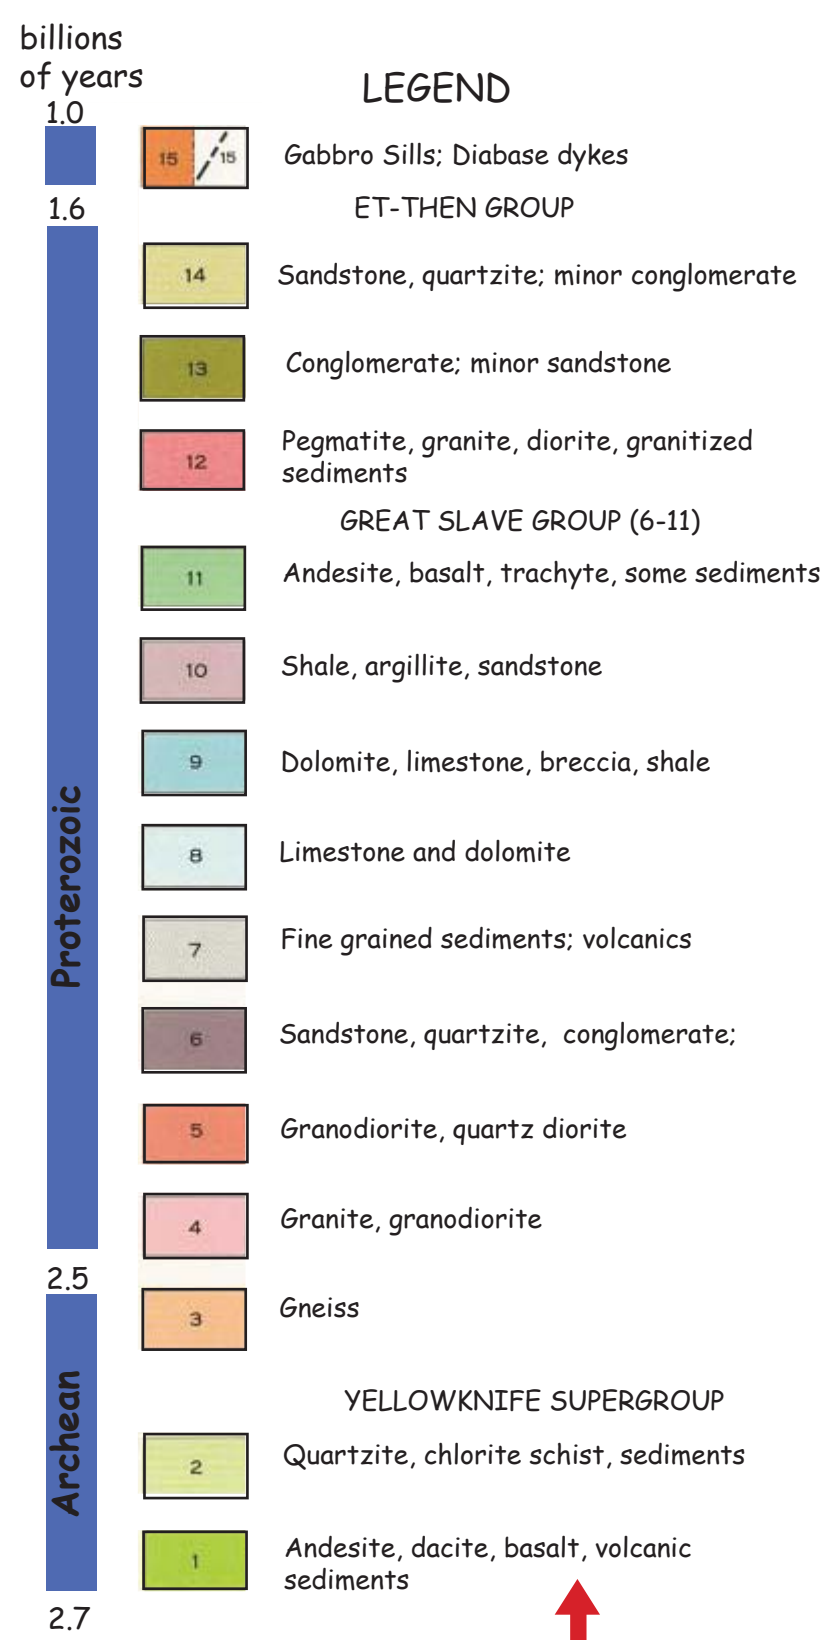 billions
of years
1.0
LEGEND
15 15 Gabbro Sills; Diabase dykes
1.6
ET-THEN GROUP
14 Sandstone, quartzite; minor conglomerate
13 Conglomerate; minor sandstone
12 Pegmatite, granite, diorite, granitized
sediments
GREAT SLAVE GROUP (6-11)
11 Andesite, basalt, trachyte, some sediments
10 Shale, argillite, sandstone
9 Dolomite, limestone, breccia, shale
8 Limestone and dolomite
Proterozoic
7 Fine grained sediments; volcanics
6 Sandstone, quartzite, conglomerate;
5 Granodiorite, quartz diorite
4 Granite, granodiorite
2.5
3 Gneiss
YELLOWKNIFE SUPERGROUP
Archean
2 Quartzite, chlorite schist, sediments
1 Andesite, dacite, basalt, volcanic
sediments
2.7